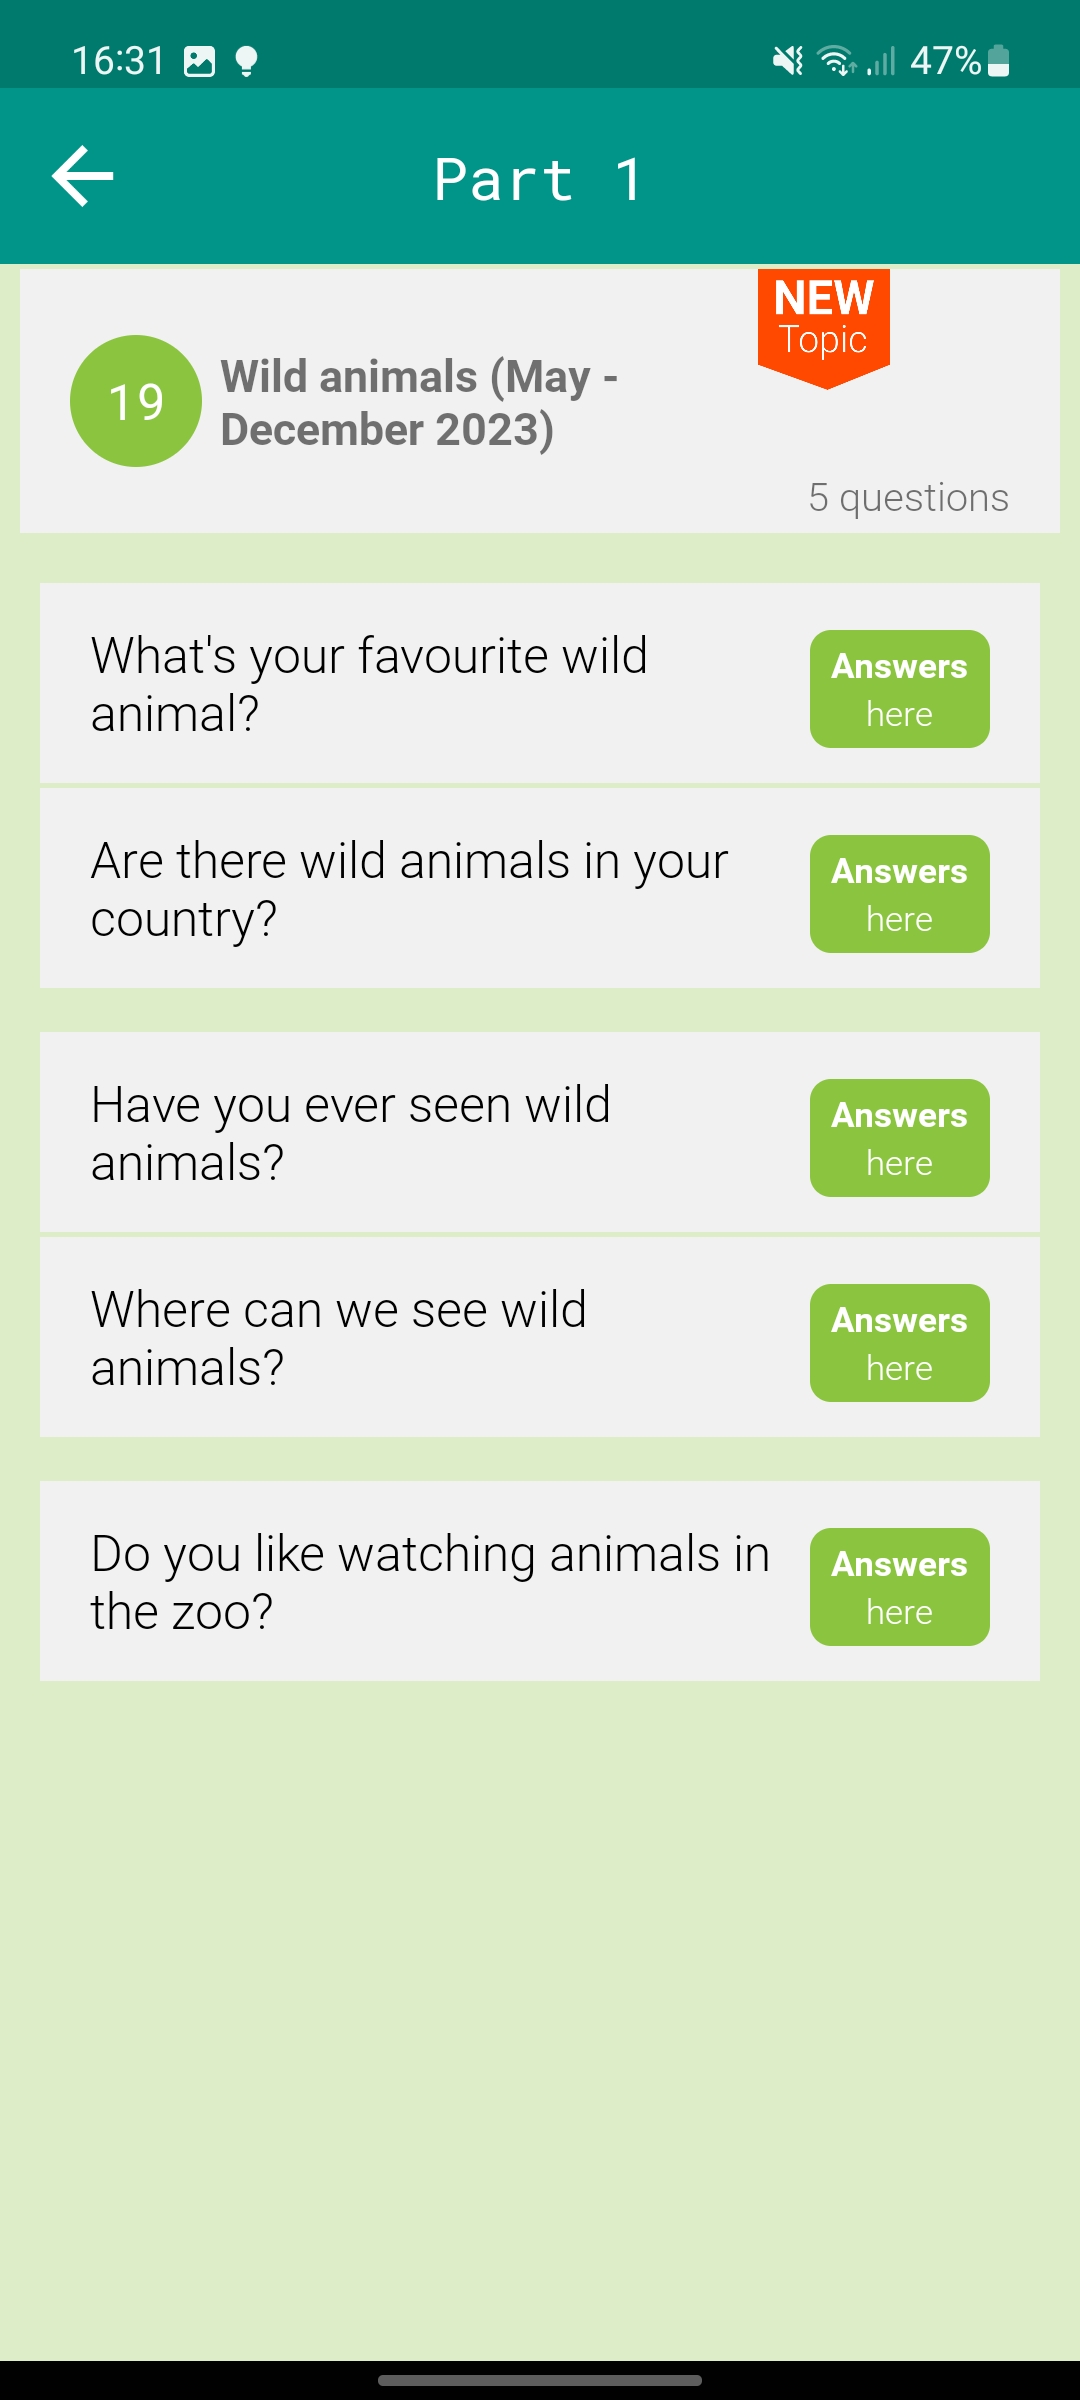 16:31
47%
Part 1
NEW
Topic
19
Wild animals (May -
December 2023)
5 questions
What's your favourite wild
animal?
Answers
here
Are there wild animals in your
country?
Answers
here
Have you ever seen wild
animals?
Answers
here
Where can we see wild
animals?
Answers
here
Do you like watching animals in
the zoo?
Answers
here